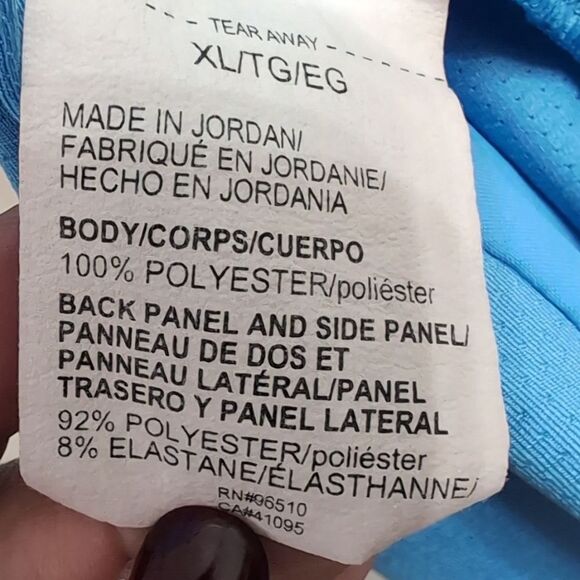 TEAR AWAY
XL/TG/EG
MADE IN JORDAN/
FABRIQUÉ EN JORDANIE/
HECHO EN JORDANIA
BODY/CORPS/CUERPO
100% POLYESTER/poliéster
BACK PANEL AND SIDE PANEL/
PANNEAU DE DOS ET
PANNEAU LATÉRAL/PANEL
TRASERO Y PANEL LATERAL
92% POLYESTER/poliéster
8% ELASTANE/ÉLASTHANNE/
RN#96510
CA#41095